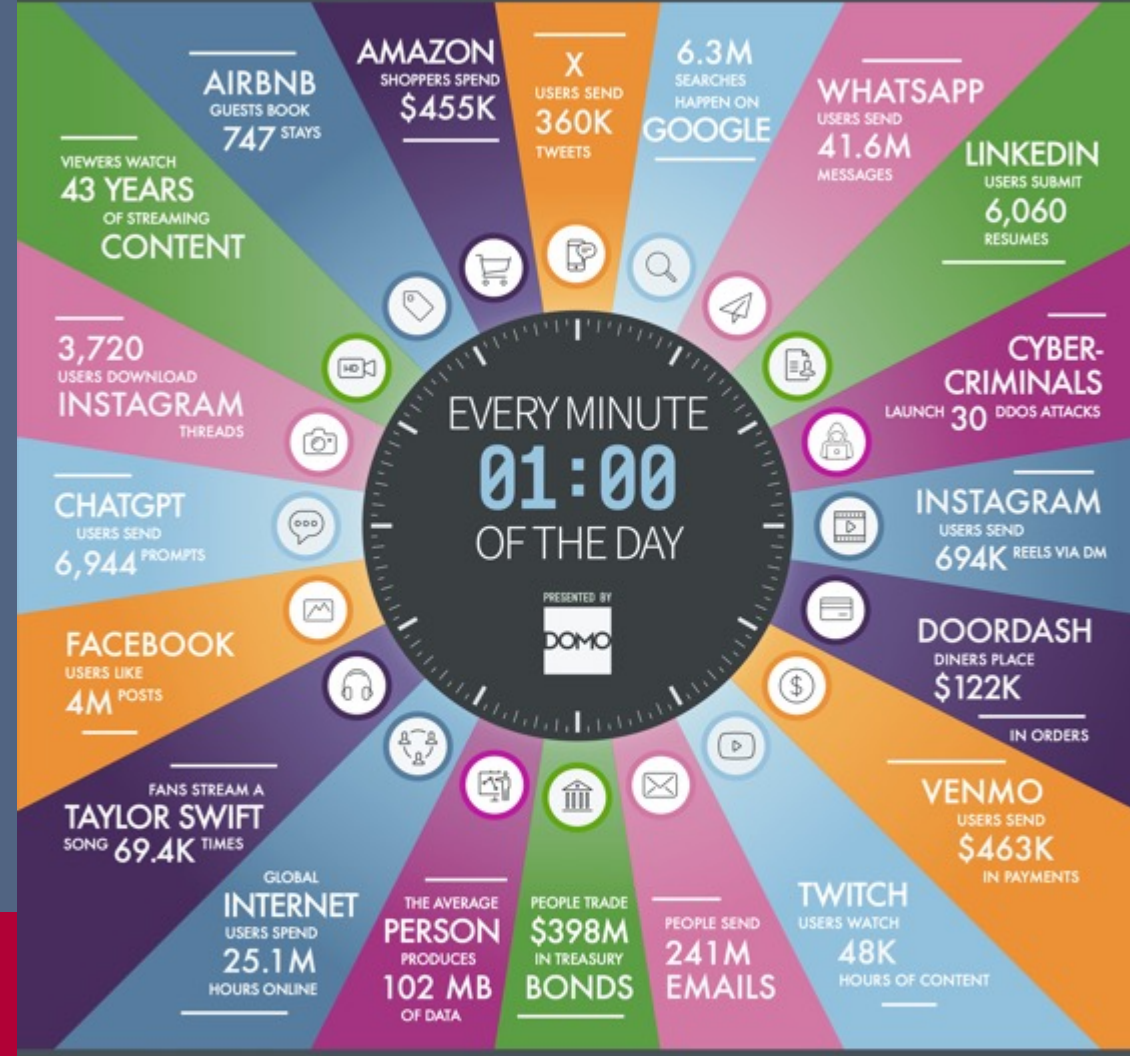 X
USERS SEND
360K
TWEETS
6.3M
SEARCHES
HAPPEN ON
GOOGLE
WHATSAPP
USERS SEND
41.6M
MESSAGES
LINKEDIN
USERS SUBMIT
6,060
RESUMES
CYBER-
CRIMINALS
LAUNCH 30 DDOS ATTACKS
INSTAGRAM
USERS SEND
694K REELS VIA DM
DOORDASH
DINERS PLACE
$122K
IN ORDERS
VENMO
USERS SEND
$463K
IN PAYMENTS
TWITCH
USERS WATCH
48K
HOURS OF CONTENT
PEOPLE SEND
241M
EMAILS
PEOPLE TRADE
$398M
IN TREASURY
BONDS
THE AVERAGE
PERSON
PRODUCES
102 MB
OF DATA
GLOBAL
INTERNET
USERS SPEND
25.1M
HOURS ONLINE
FANS STREAM A
TAYLOR SWIFT
SONG 69.4K TIMES
FACEBOOK
USERS LIKE
4M POSTS
CHATGPT
USERS SEND
6,944 PROMPTS
3,720
USERS DOWNLOAD
INSTAGRAM
THREADS
VIEWERS WATCH
43 YEARS
OF STREAMING
CONTENT
AIRBNB
GUESTS BOOK
747 STAYS
AMAZON
SHOPPERS SPEND
$455K
HD
$
EVERY MINUTE
01:00
OF THE DAY
PRESENTED BY
DOMO